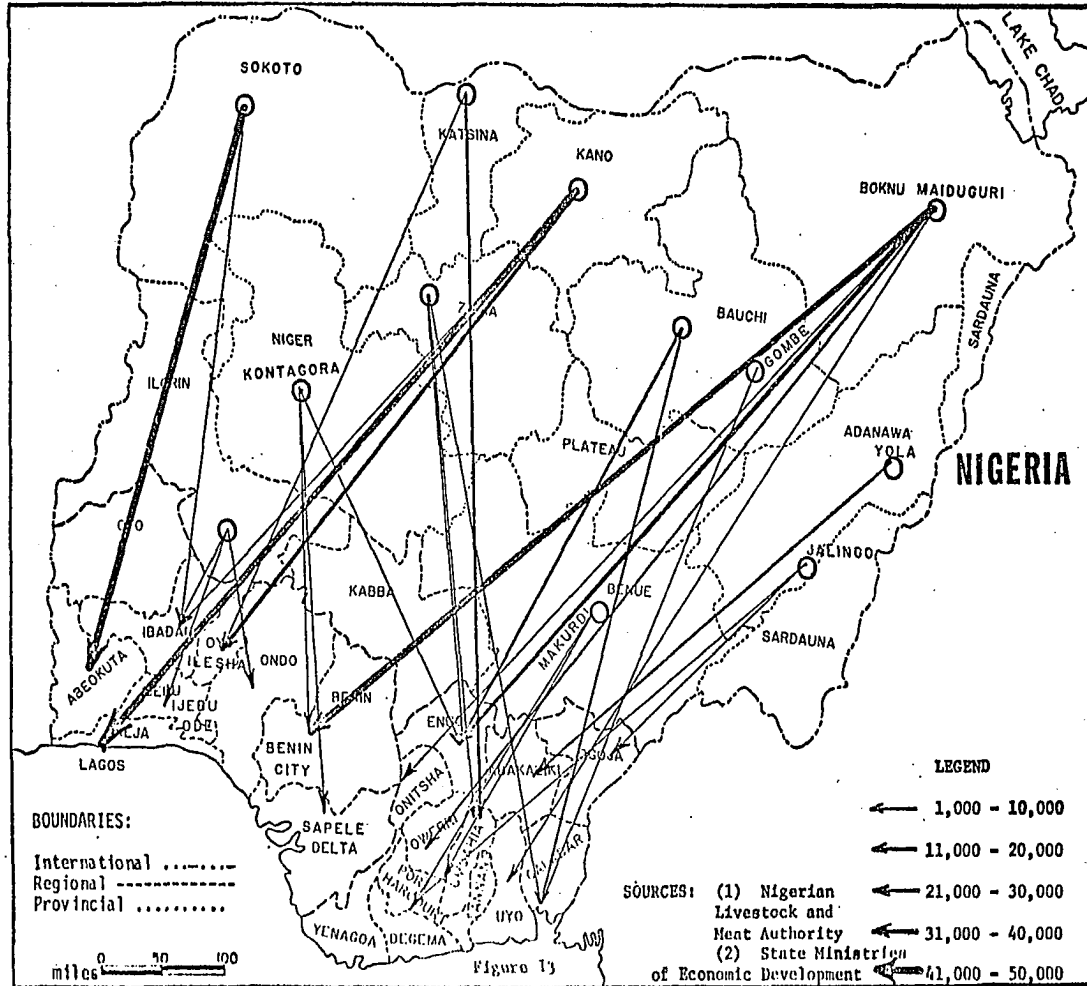 LAKE CHAD
SOKOTO
KATSINA
KANO
BOKNU MAIDUGURI
SARDAUNA
BAUCHI
NIGER
KONTAGORA
GOMBE
ILORIN
PLATEAU
ADANAWA
YOLA
NIGERIA
JALINGO
KABBA
BENUE
MAKURDI
SARDAUNA
IBADAN
ILESHA
ONDO
ABEOKUTA
IJEBU
ODE
BENIN
BENIN
CITY
LAGOS
ONITSHA
OWERRI
SAPELE
DELTA
PORT
HARCOURT
UYO
YENAGOA
DEGEMA
BOUNDARIES:
International ...........
Regional ------------
Provincial ..........
0 50 100
miles
Figure 13
LEGEND
1,000 - 10,000
11,000 - 20,000
21,000 - 30,000
31,000 - 40,000
41,000 - 50,000
SOURCES: (1) Nigerian
Livestock and
Meat Authority
(2) State Ministries
of Economic Development